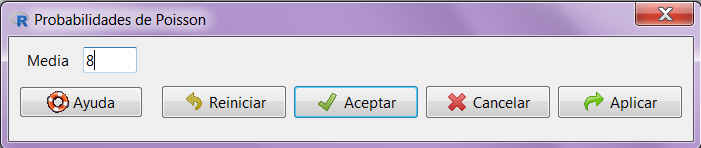 Probabilidades de Poisson
Media 8
Ayuda Reiniciar Aceptar Cancelar Aplicar